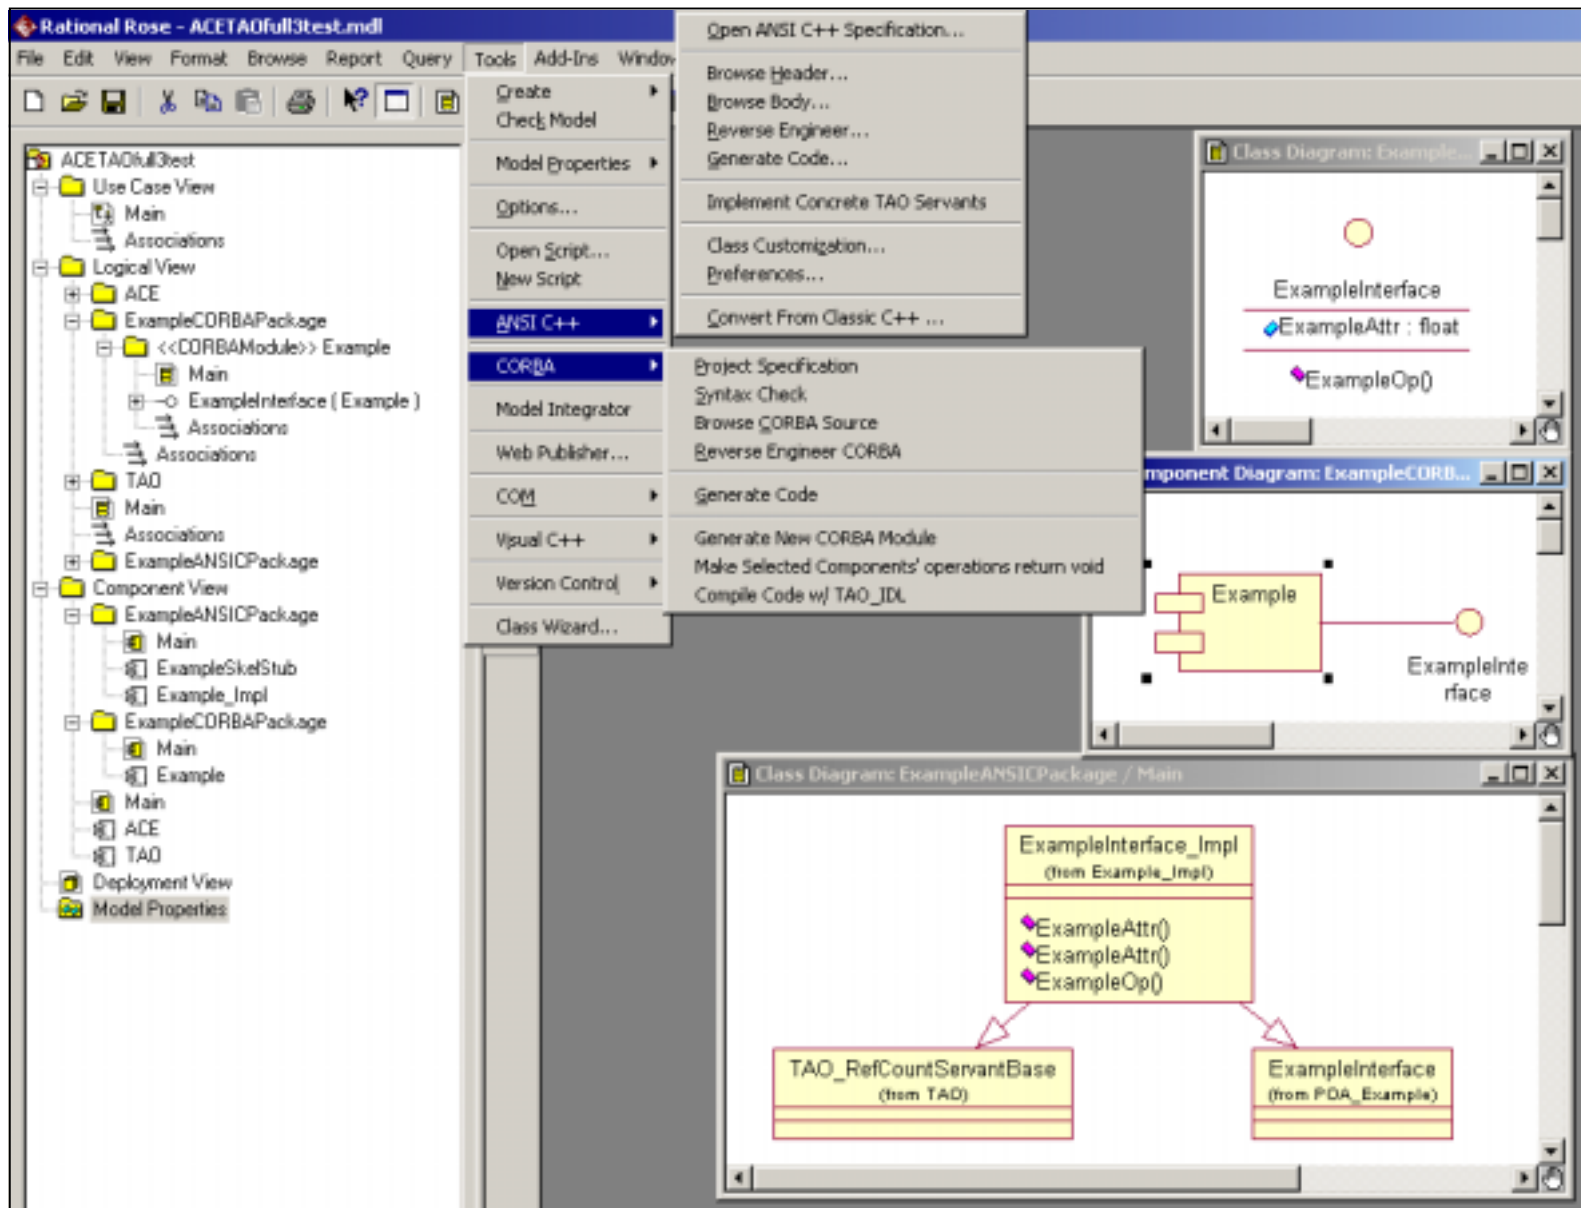 Rational Rose - ACETAOfull3test.mdl
File Edit View Format Browse Report Query Tools Add-Ins Window
ACETAOfull3test
Use Case View
Main
Associations
Logical View
ACE
ExampleCORBAPackage
<<CORBAModule>> Example
Main
ExampleInterface ( Example )
Associations
Associations
TAO
Main
Associations
ExampleANSICPackage
Component View
ExampleANSICPackage
Main
ExampleSkelStub
Example_Impl
ExampleCORBAPackage
Main
Example
Main
ACE
TAO
Deployment View
Model Properties
Create
Check Model
Model Properties
Options...
Open Script...
New Script
ANSI C++
CORBA
Model Integrator
Web Publisher...
COM
Visual C++
Version Control
Class Wizard...
Open ANSI C++ Specification...
Browse Header...
Browse Body...
Reverse Engineer...
Generate Code...
Implement Concrete TAO Servants
Class Customization...
Preferences...
Convert From Classic C++ ...
Project Specification
Syntax Check
Browse CORBA Source
Reverse Engineer CORBA
Generate Code
Generate New CORBA Module
Make Selected Components' operations return void
Compile Code w/ TAO_IDL
Class Diagram: Example...
ExampleInterface
ExampleAttr : float
ExampleOp()
mponent Diagram: ExampleCORB...
Example
ExampleInte
rface
Class Diagram: ExampleANSICPackage / Main
ExampleInterface_Impl
(from Example_Impl)
ExampleAttr()
ExampleAttr()
ExampleOp()
TAO_RefCountServantBase
(from TAO)
ExampleInterface
(from POA_Example)